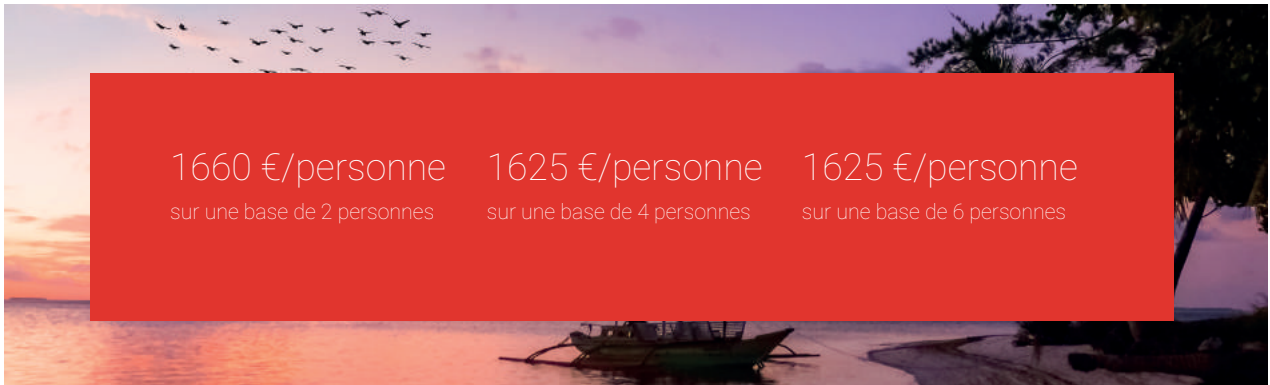 1660 €/personne
sur une base de 2 personnes
1625 €/personne
sur une base de 4 personnes
1625 €/personne
sur une base de 6 personnes